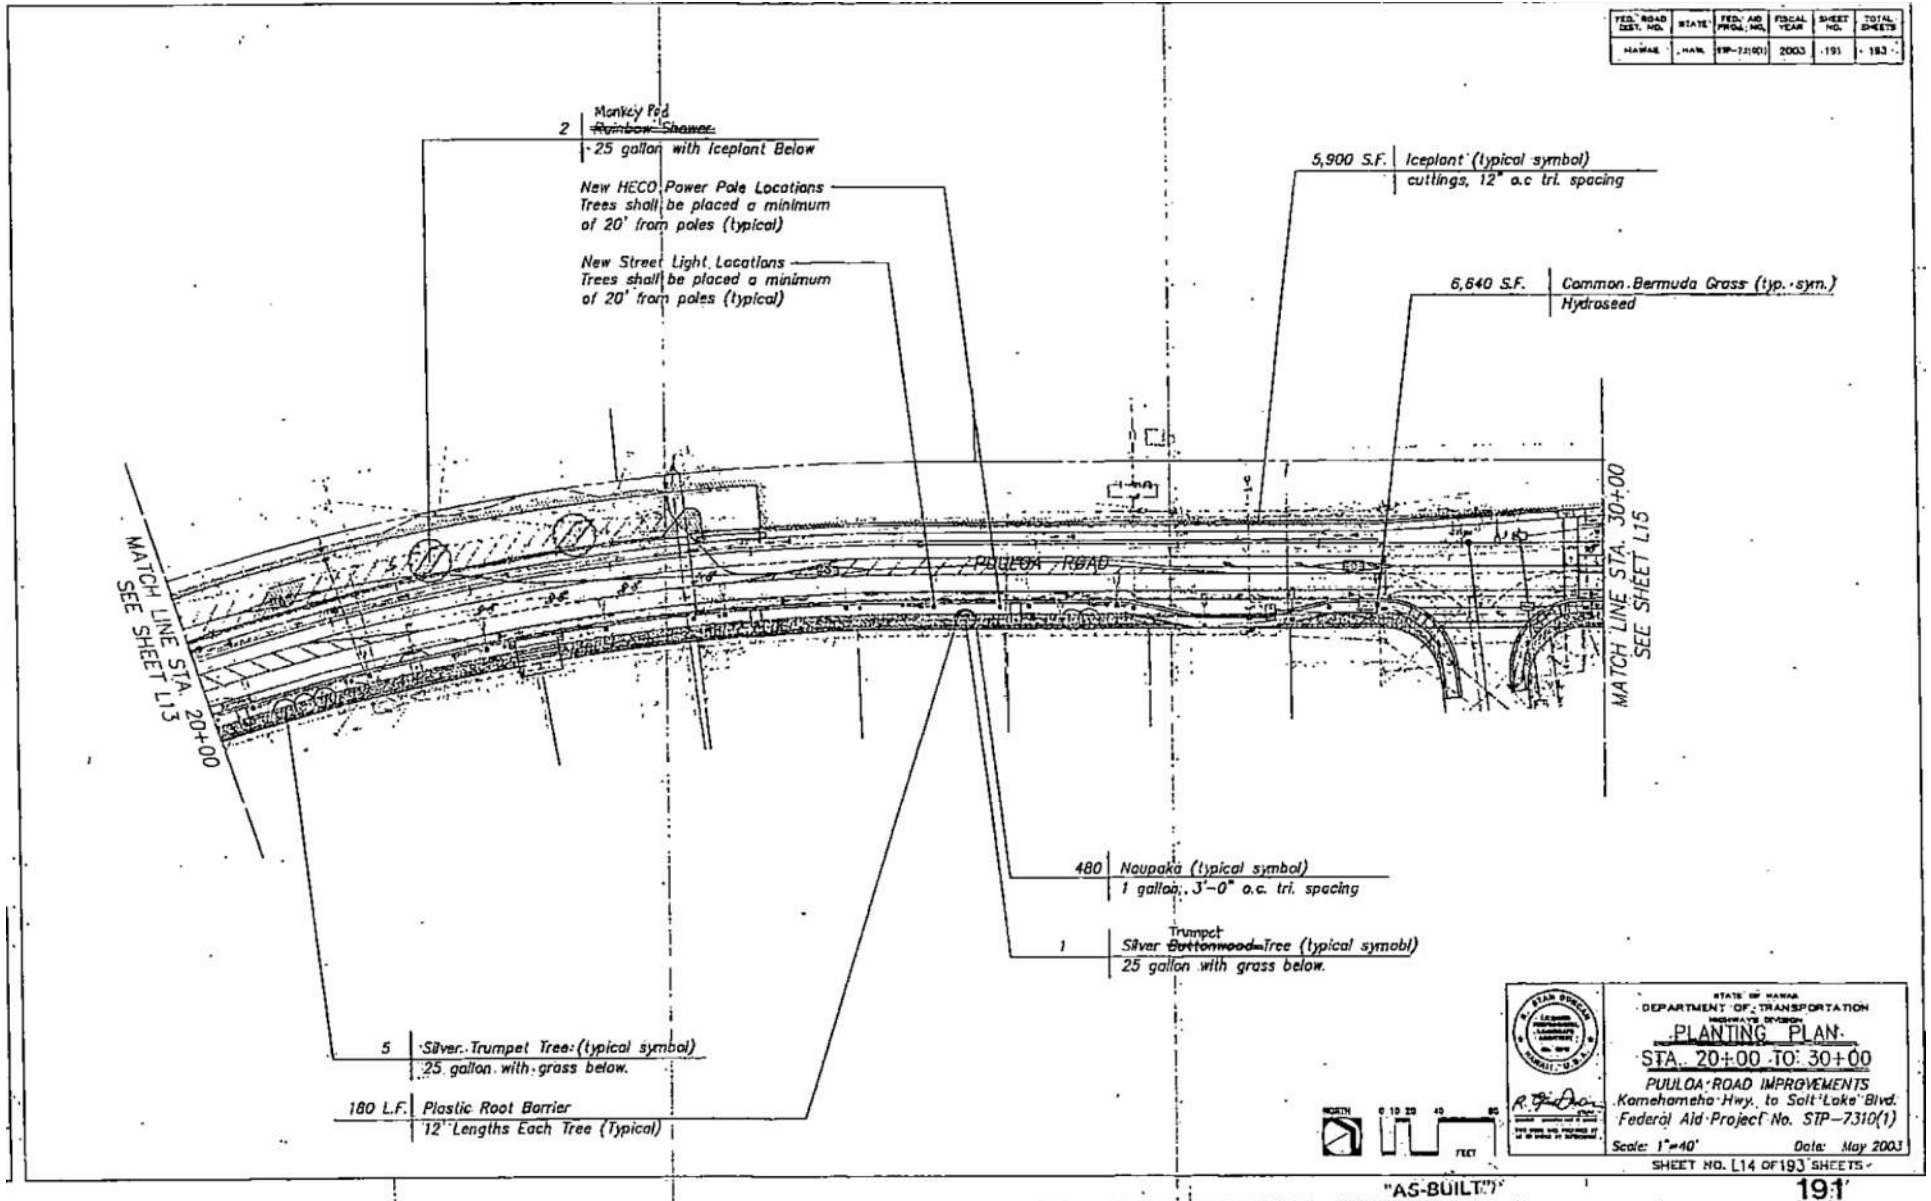 FED. ROAD DIST. NO. STATE FED. AID PROJ. NO. FISCAL YEAR SHEET NO. TOTAL SHEETS
HAWAII HAW. STP-7310(1) 2003 191 193
Monkey Pod
2 Rainbow Shower
25 gallon with Iceplant Below
New HECO Power Pole Locations
Trees shall be placed a minimum
of 20' from poles (typical)
New Street Light Locations
Trees shall be placed a minimum
of 20' from poles (typical)
5,900 S.F. Iceplant (typical symbol)
cuttings, 12" o.c tri. spacing
6,640 S.F. Common Bermuda Grass (typ. sym.)
Hydroseed
MATCH LINE STA. 20+00
SEE SHEET L13
PUULOA ROAD
MATCH LINE STA. 30+00
SEE SHEET L15
480 Naupaka (typical symbol)
1 gallon, 3'-0" o.c. tri. spacing
Trumpet
1 Silver Buttonwood Tree (typical symobl)
25 gallon with grass below.
5 Silver Trumpet Tree (typical symbol)
25 gallon with grass below.
180 L.F. Plastic Root Barrier
12' Lengths Each Tree (Typical)
NORTH
0 10 20 40 80
FEET
R. STAN DUNCAN
LICENSED PROFESSIONAL LANDSCAPE ARCHITECT
HAWAII, U.S.A.
STATE OF HAWAII
DEPARTMENT OF TRANSPORTATION
HIGHWAYS DIVISION
PLANTING PLAN
STA. 20+00 TO 30+00
PUULOA ROAD IMPROVEMENTS
Kamehameha Hwy. to Salt Lake Blvd.
Federal Aid Project No. STP-7310(1)
Scale: 1"=40' Date: May 2003
SHEET NO. L14 OF 193 SHEETS
"AS-BUILT"
191